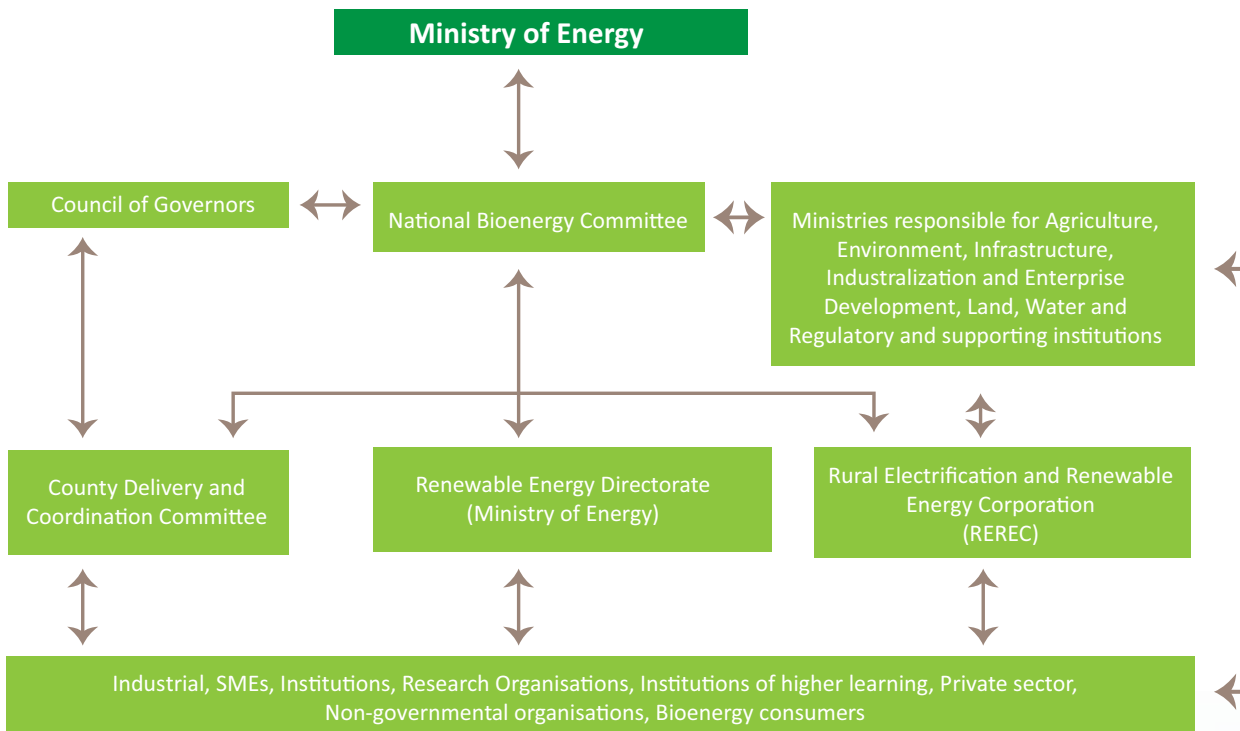 Ministry of Energy
Council of Governors
National Bioenergy Committee
Ministries responsible for Agriculture,
Environment, Infrastructure,
Industralization and Enterprise
Development, Land, Water and
Regulatory and supporting institutions
County Delivery and
Coordination Committee
Renewable Energy Directorate
(Ministry of Energy)
Rural Electrification and Renewable
Energy Corporation
(REREC)
Industrial, SMEs, Institutions, Research Organisations, Institutions of higher learning, Private sector,
Non-governmental organisations, Bioenergy consumers